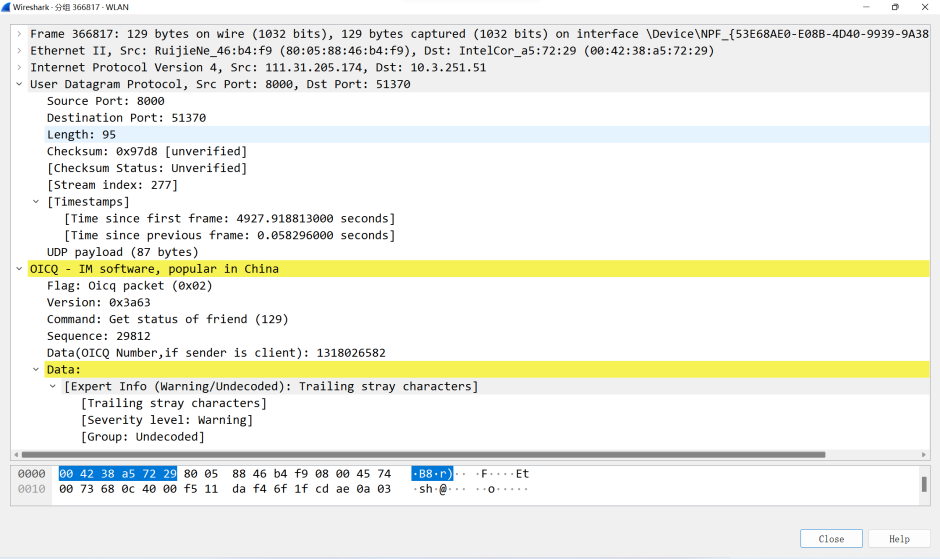 Wireshark · 分组 366817 · WLAN
Frame 366817: 129 bytes on wire (1032 bits), 129 bytes captured (1032 bits) on interface \Device\NPF_{53E68AE0-E08B-4D40-9939-9A38
Ethernet II, Src: RuijieNe_46:b4:f9 (80:05:88:46:b4:f9), Dst: IntelCor_a5:72:29 (00:42:38:a5:72:29)
Internet Protocol Version 4, Src: 111.31.205.174, Dst: 10.3.251.51
User Datagram Protocol, Src Port: 8000, Dst Port: 51370
Source Port: 8000
Destination Port: 51370
Length: 95
Checksum: 0x97d8 [unverified]
[Checksum Status: Unverified]
[Stream index: 277]
[Timestamps]
[Time since first frame: 4927.918813000 seconds]
[Time since previous frame: 0.058296000 seconds]
UDP payload (87 bytes)
OICQ - IM software, popular in China
Flag: Oicq packet (0x02)
Version: 0x3a63
Command: Get status of friend (129)
Sequence: 29812
Data(OICQ Number,if sender is client): 1318026582
Data:
[Expert Info (Warning/Undecoded): Trailing stray characters]
[Trailing stray characters]
[Severity level: Warning]
[Group: Undecoded]
0000 00 42 38 a5 72 29 80 05 88 46 b4 f9 08 00 45 74 ·B8·r)·· ·F····Et
0010 00 73 68 0c 40 00 f5 11 da f4 6f 1f cd ae 0a 03 ·sh·@··· ··o·····
Close Help